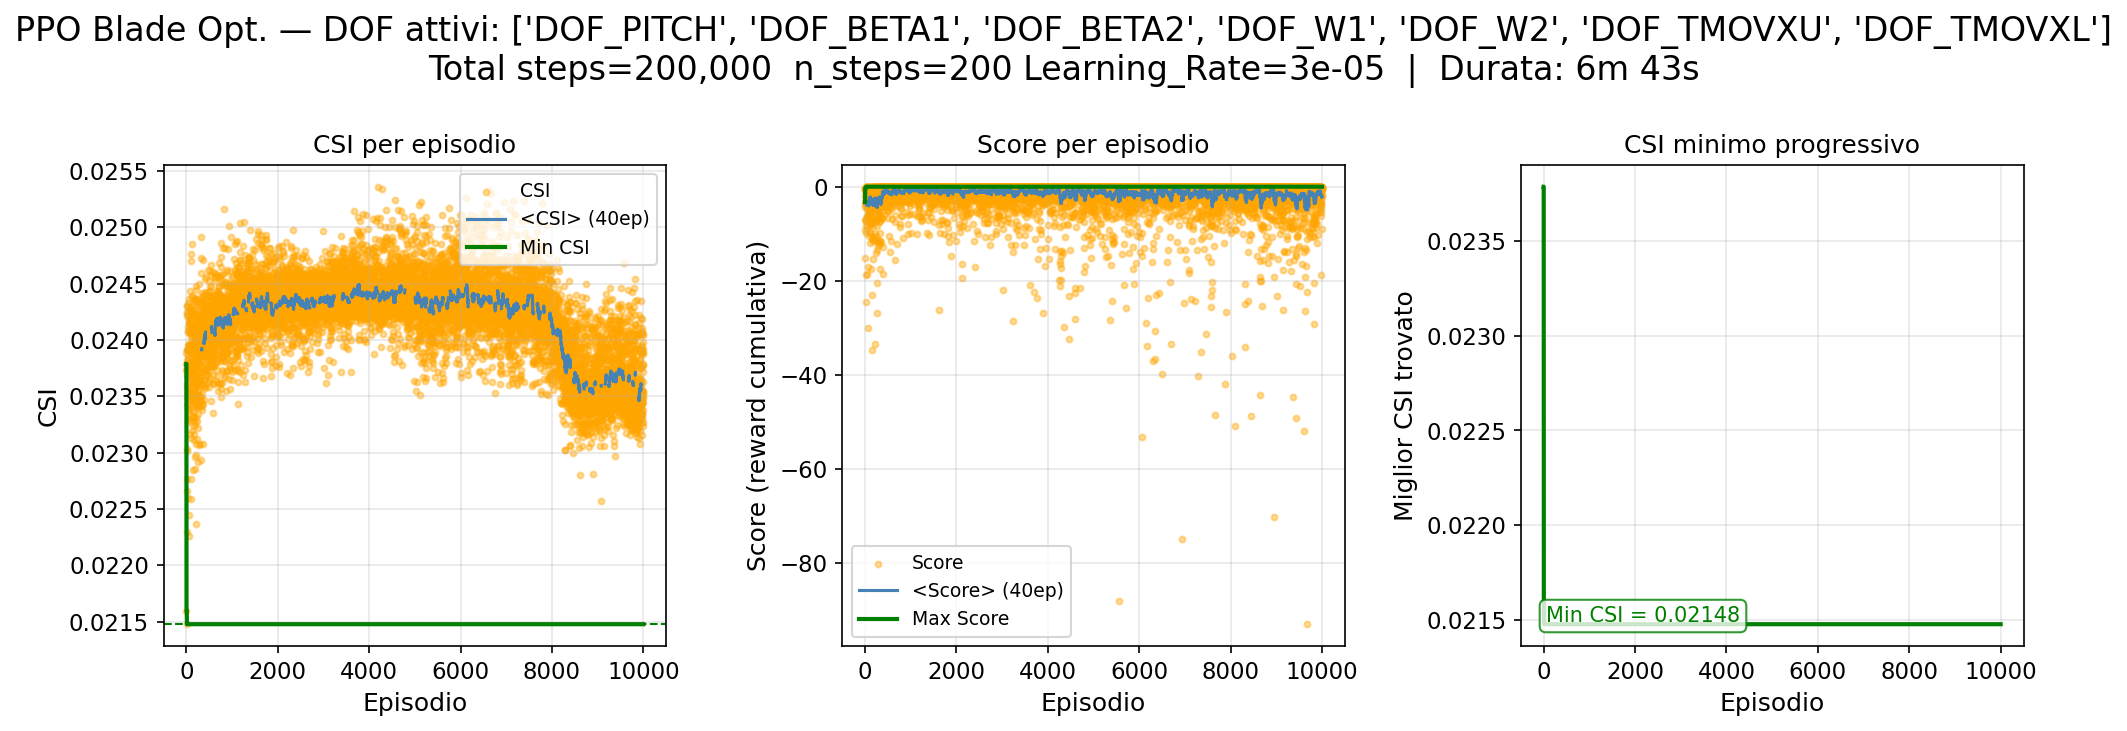 PPO Blade Opt. — DOF attivi: ['DOF_PITCH', 'DOF_BETA1', 'DOF_BETA2', 'DOF_W1', 'DOF_W2', 'DOF_TMOVXU', 'DOF_TMOVXL']
Total steps=200,000  n_steps=200 Learning_Rate=3e-05  |  Durata: 6m 43s
CSI per episodio
CSI
<CSI> (40ep)
Min CSI
0.0255
0.0250
0.0245
0.0240
0.0235
0.0230
0.0225
0.0220
0.0215
CSI
0
2000
4000
6000
8000
10000
Episodio
Score per episodio
0
−20
−40
−60
−80
Score (reward cumulativa)
Score
<Score> (40ep)
Max Score
0
2000
4000
6000
8000
10000
Episodio
CSI minimo progressivo
0.0235
0.0230
0.0225
0.0220
0.0215
Miglior CSI trovato
Min CSI = 0.02148
0
2000
4000
6000
8000
10000
Episodio